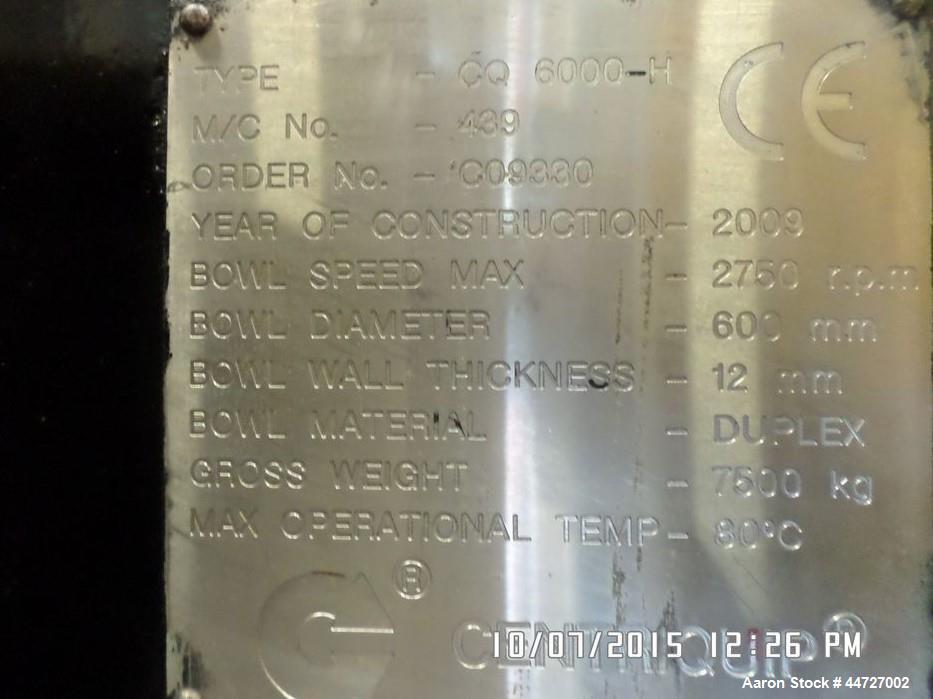 TYPE - CQ 6000-H CE
M/C No. - 439
ORDER No. - C09330
YEAR OF CONSTRUCTION- 2009
BOWL SPEED MAX - 2750 r.p.m
BOWL DIAMETER - 600 mm
BOWL WALL THICKNESS - 12 mm
BOWL MATERIAL - DUPLEX
GROSS WEIGHT - 7500 kg
MAX OPERATIONAL TEMP- 80°C
®
CENTRIQUIP®
10/07/2015 12:26 PM
Aaron Stock # 44727002